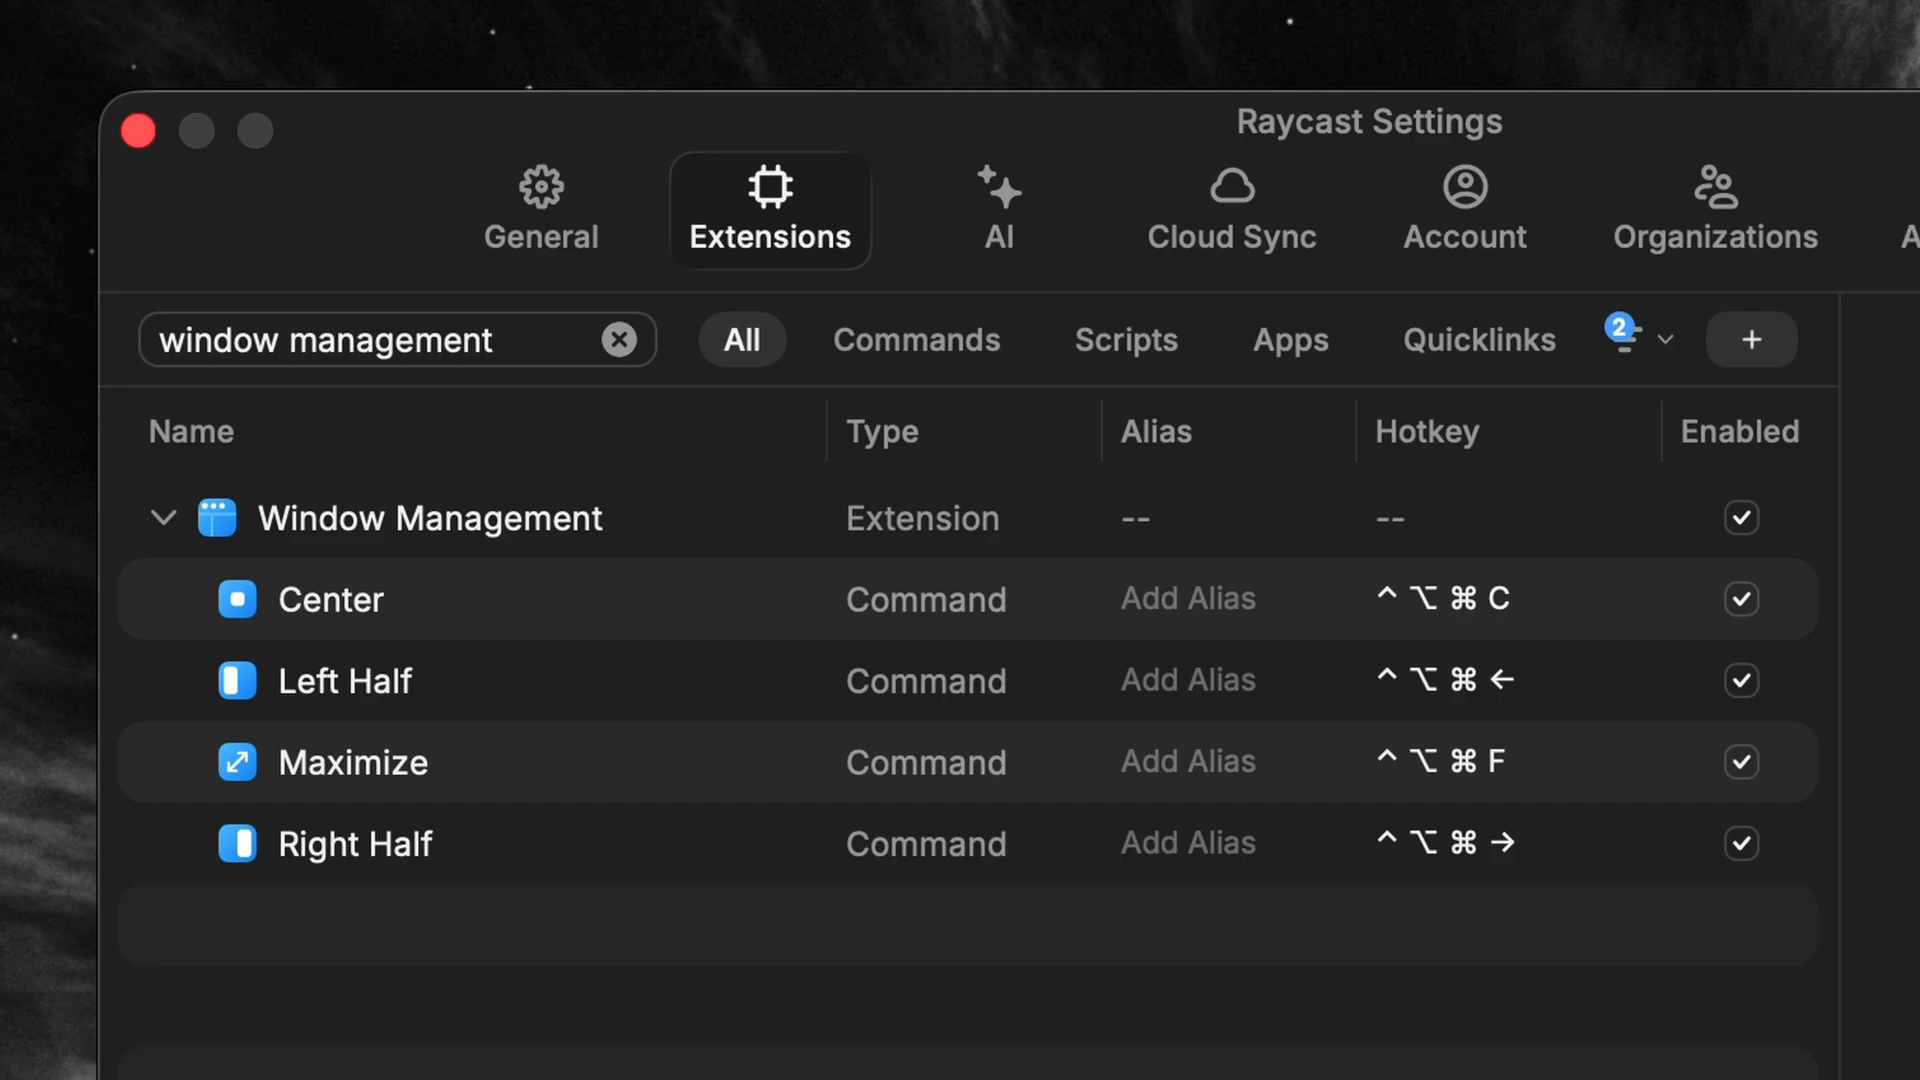 Raycast Settings
General Extensions AI Cloud Sync Account Organizations A
window management All Commands Scripts Apps Quicklinks 2 +
Name Type Alias Hotkey Enabled
Window Management Extension -- --
Center Command Add Alias ^ ⌥ ⌘ C
Left Half Command Add Alias ^ ⌥ ⌘ ←
Maximize Command Add Alias ^ ⌥ ⌘ F
Right Half Command Add Alias ^ ⌥ ⌘ →